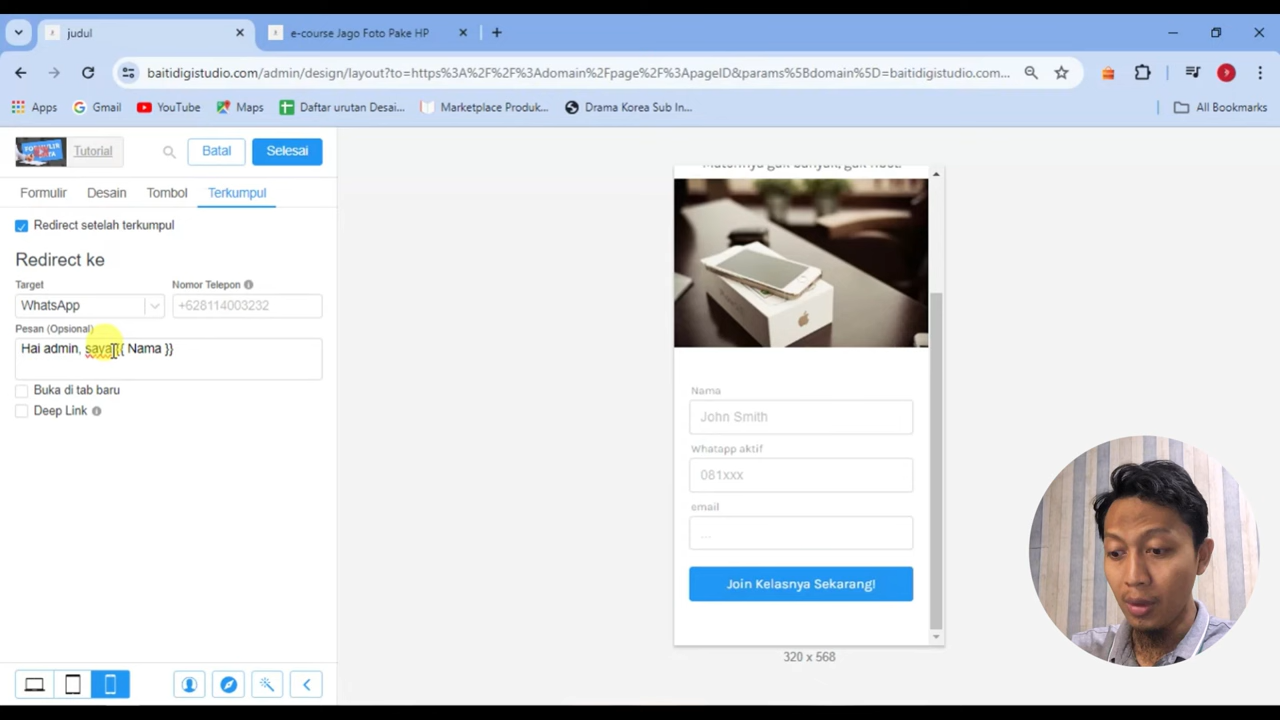 judul
e-course Jago Foto Pake HP
baitidigistudio.com/admin/design/layout?to=https%3A%2F%2F%3Adomain%2Fpage%2F%3ApageID&params%5Bdomain%5D=baitidigistudio.com...
Apps
Gmail
YouTube
Maps
Daftar urutan Desai...
Marketplace Produk...
Drama Korea Sub In...
All Bookmarks
Tutorial
Batal
Selesai
Formulir
Desain
Tombol
Terkumpul
Redirect setelah terkumpul
Redirect ke
Target
Nomor Telepon
WhatsApp
+628114003232
Pesan (Opsional)
Hai admin, saya {{ Nama }}
Buka di tab baru
Deep Link
Nama
John Smith
Whatapp aktif
081xxx
email
...
Join Kelasnya Sekarang!
320 x 568